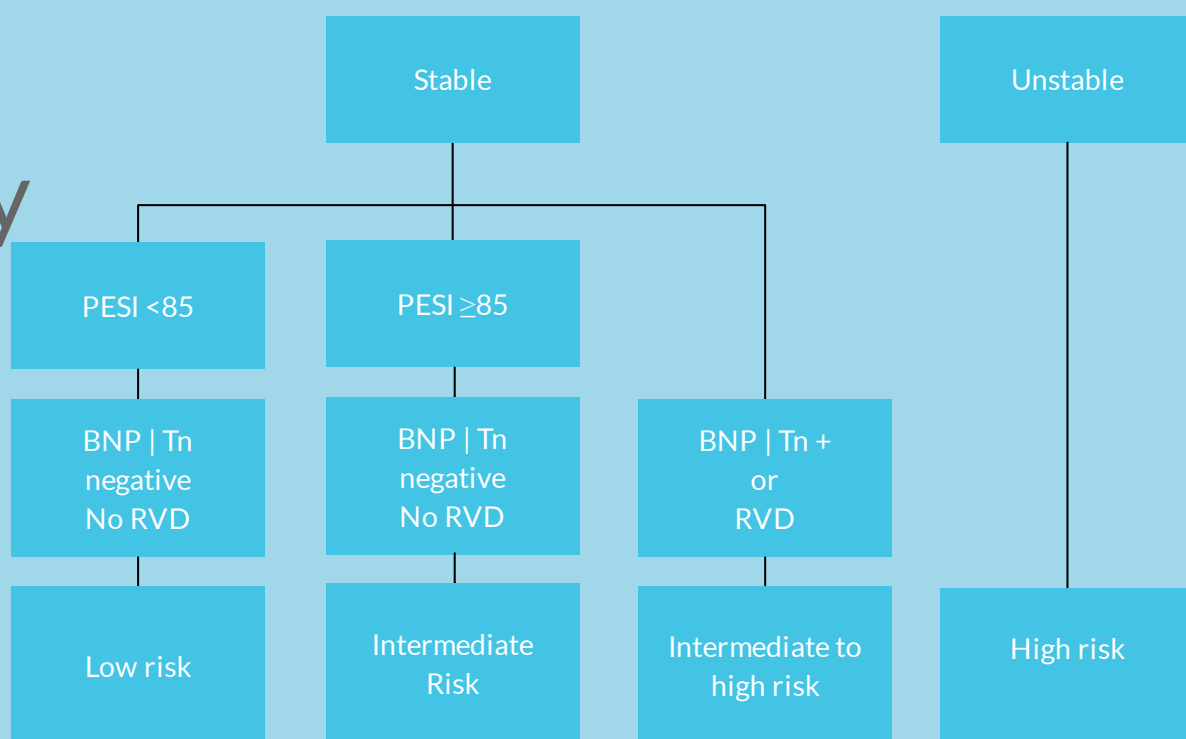 Stable
Unstable
y
PESI <85
PESI ≥85
BNP | Tn
negative
No RVD
BNP | Tn
negative
No RVD
BNP | Tn +
or
RVD
Low risk
Intermediate
Risk
Intermediate to
high risk
High risk